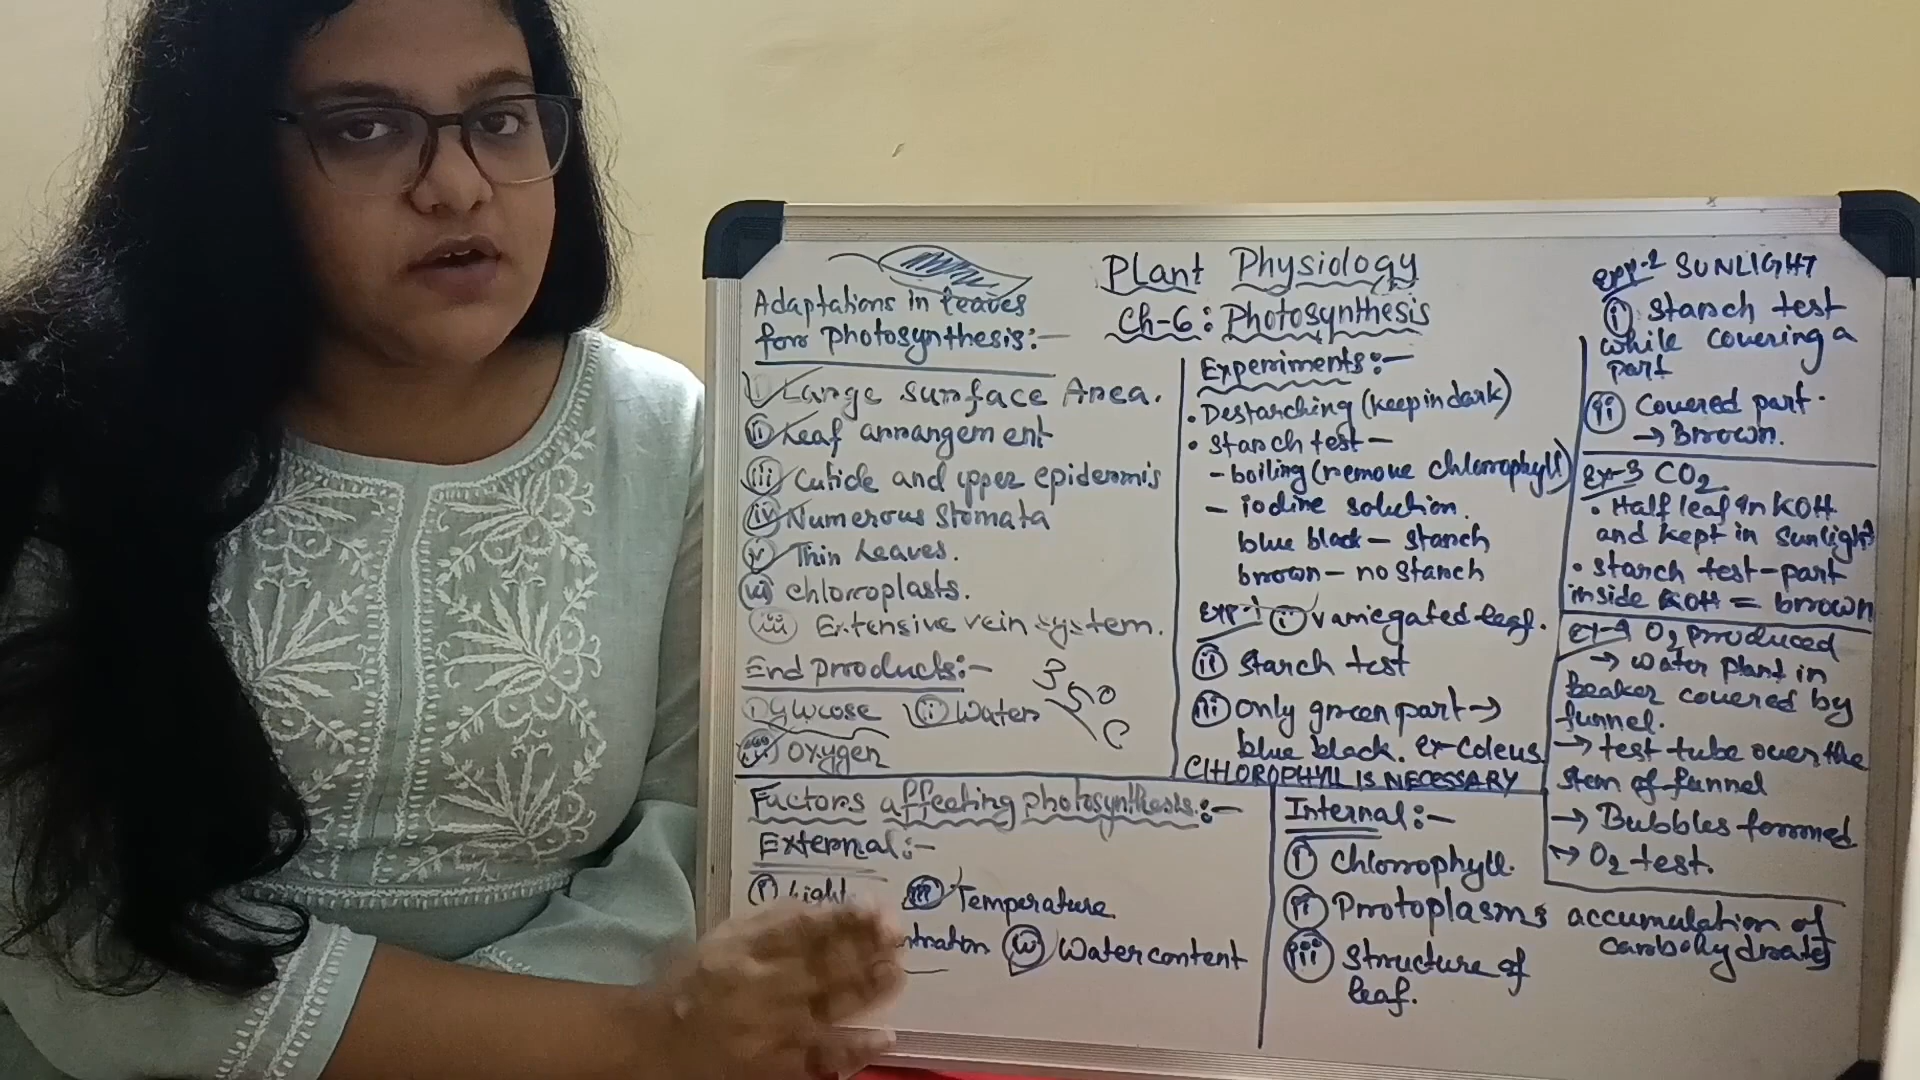 Plant Physiology
Ch-6: Photosynthesis
Adaptations in leaves
for photosynthesis:-
i Large surface Area.
ii Leaf arrangement
iii Cuticle and upper epidermis
iv Numerous Stomata
v Thin Leaves.
vi chloroplasts.
vii Extensive vein system.
End products:-
i Glucose ii Water
iii Oxygen
Experiments:-
• Destarching (keep in dark)
• Starch test-
- boiling (remove chlorophyll)
- iodine solution.
blue black - starch
brown - no starch
exp-1 i variegated leaf.
ii Starch test
iii Only green part →
blue black. ex-Coleus
CHLOROPHYLL IS NECESSARY
exp-2 SUNLIGHT
i Starch test
while covering a
part
ii Covered part.
→ Brown.
Ex-3 CO2
• Half leaf in KOH
and kept in Sunlight
• Starch test-part
inside KOH = brown
ex-4 O2 produced
→ water plant in
beaker covered by
funnel.
→ test tube over the
stem of funnel
→ Bubbles formed
→ O2 test.
Factors affecting photosynthesis:-
External:-
i Light iii Temperature
iv Water content
Internal:-
i Chlorophyll.
ii Protoplasm: accumulation of
carbohydrates
iii Structure of
leaf.